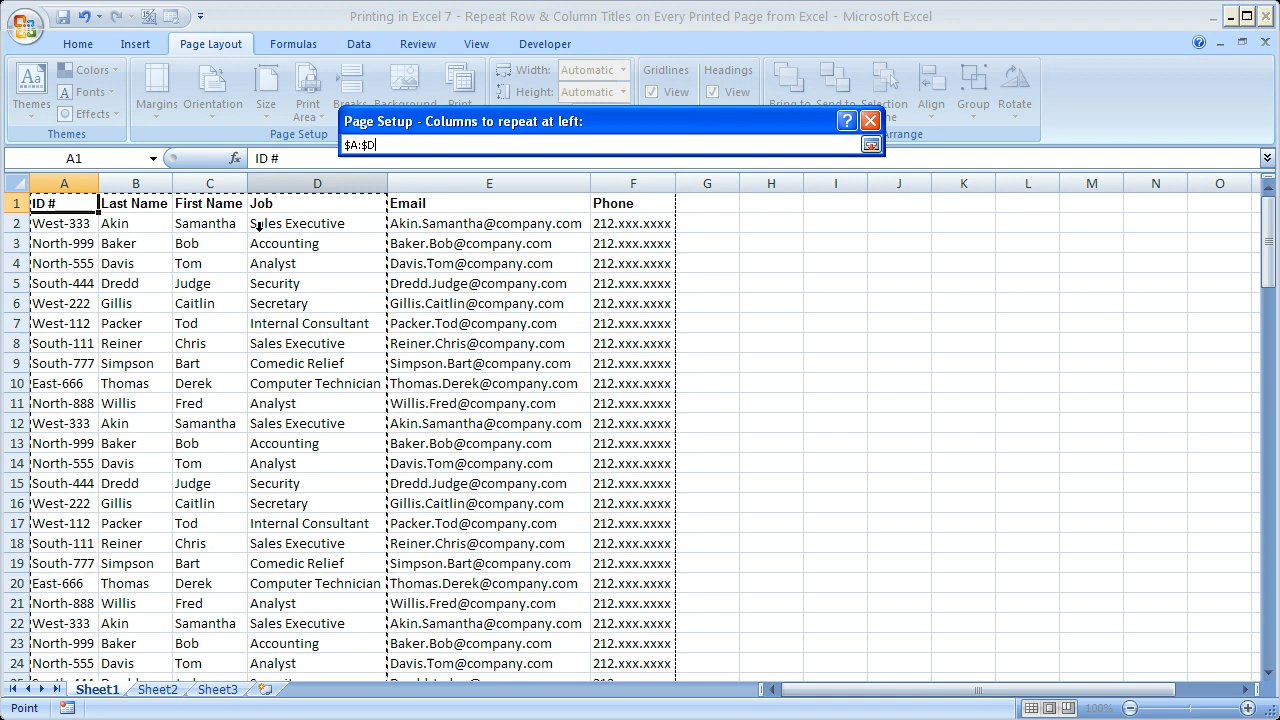 Printing in Excel 7 - Repeat Row & Column Titles on Every Printed Page from Excel - Microsoft Excel
Home Insert Page Layout Formulas Data Review View Developer
Themes Colors Fonts Effects Margins Orientation Size Print Area Breaks Background Print Width: Automatic Height: Automatic Gridlines View Headings View Bring to Send to Selection Align Group Rotate
Themes Page Setup Arrange
Page Setup - Columns to repeat at left:
$A:$D
A1 fx ID #
A B C D E F G H I J K L M N O
1 ID # Last Name First Name Job Email Phone
2 West-333 Akin Samantha Sales Executive Akin.Samantha@company.com 212.xxx.xxxx
3 North-999 Baker Bob Accounting Baker.Bob@company.com 212.xxx.xxxx
4 North-555 Davis Tom Analyst Davis.Tom@company.com 212.xxx.xxxx
5 South-444 Dredd Judge Security Dredd.Judge@company.com 212.xxx.xxxx
6 West-222 Gillis Caitlin Secretary Gillis.Caitlin@company.com 212.xxx.xxxx
7 West-112 Packer Tod Internal Consultant Packer.Tod@company.com 212.xxx.xxxx
8 South-111 Reiner Chris Sales Executive Reiner.Chris@company.com 212.xxx.xxxx
9 South-777 Simpson Bart Comedic Relief Simpson.Bart@company.com 212.xxx.xxxx
10 East-666 Thomas Derek Computer Technician Thomas.Derek@company.com 212.xxx.xxxx
11 North-888 Willis Fred Analyst Willis.Fred@company.com 212.xxx.xxxx
12 West-333 Akin Samantha Sales Executive Akin.Samantha@company.com 212.xxx.xxxx
13 North-999 Baker Bob Accounting Baker.Bob@company.com 212.xxx.xxxx
14 North-555 Davis Tom Analyst Davis.Tom@company.com 212.xxx.xxxx
15 South-444 Dredd Judge Security Dredd.Judge@company.com 212.xxx.xxxx
16 West-222 Gillis Caitlin Secretary Gillis.Caitlin@company.com 212.xxx.xxxx
17 West-112 Packer Tod Internal Consultant Packer.Tod@company.com 212.xxx.xxxx
18 South-111 Reiner Chris Sales Executive Reiner.Chris@company.com 212.xxx.xxxx
19 South-777 Simpson Bart Comedic Relief Simpson.Bart@company.com 212.xxx.xxxx
20 East-666 Thomas Derek Computer Technician Thomas.Derek@company.com 212.xxx.xxxx
21 North-888 Willis Fred Analyst Willis.Fred@company.com 212.xxx.xxxx
22 West-333 Akin Samantha Sales Executive Akin.Samantha@company.com 212.xxx.xxxx
23 North-999 Baker Bob Accounting Baker.Bob@company.com 212.xxx.xxxx
24 North-555 Davis Tom Analyst Davis.Tom@company.com 212.xxx.xxxx
Sheet1 Sheet2 Sheet3
Point 100%